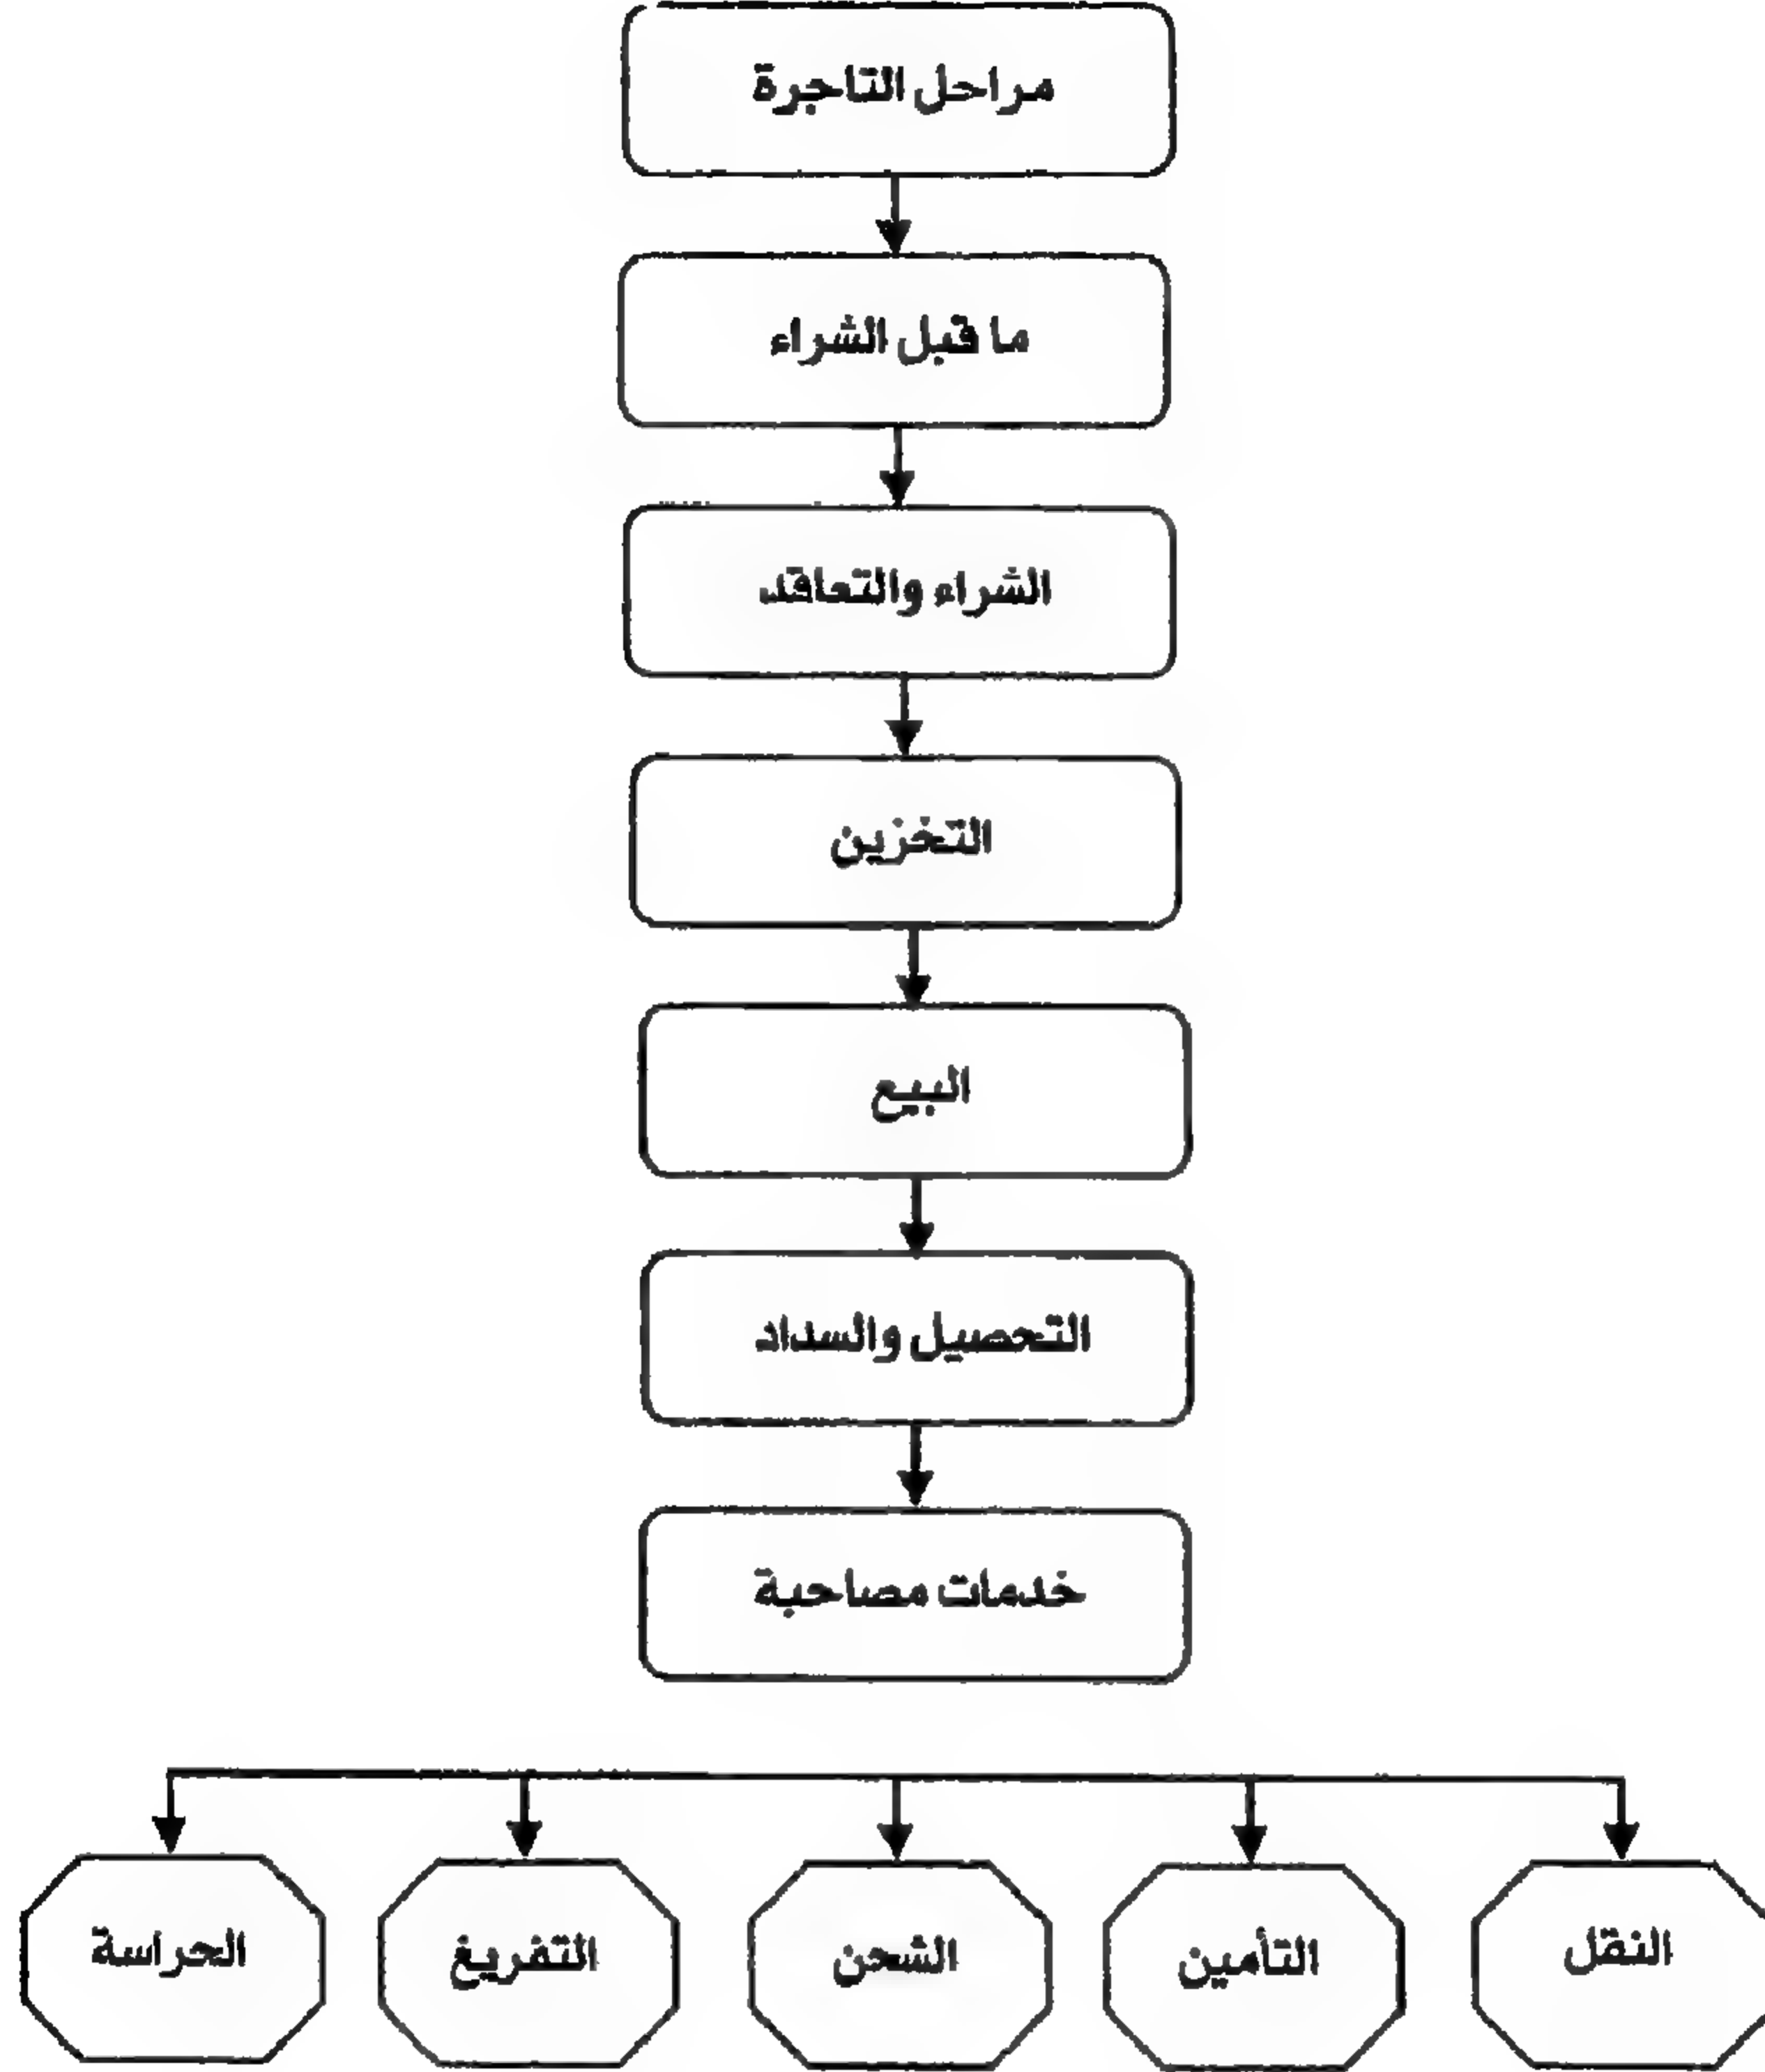 مراحل التاجرة
ما قبل الشراء
الشراء والتعاقد
التخزين
البيع
التحصيل والسداد
خدمات مصاحبة
النقل
التأمين
الشحن
التفريغ
الحراسة